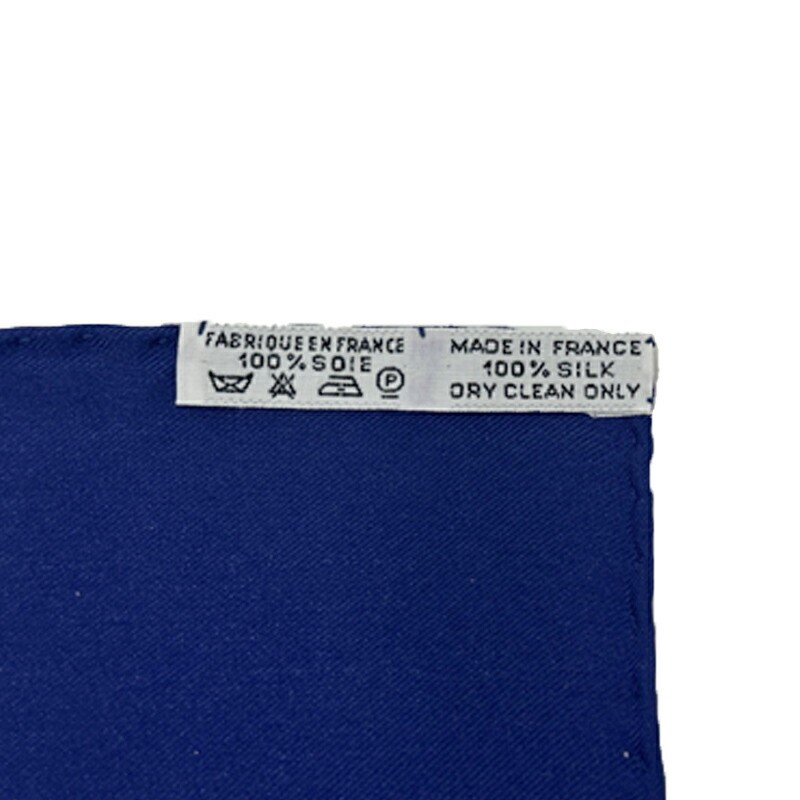 FABRIQUE EN FRANCE
100% SOIE
P
MADE IN FRANCE
100% SILK
DRY CLEAN ONLY